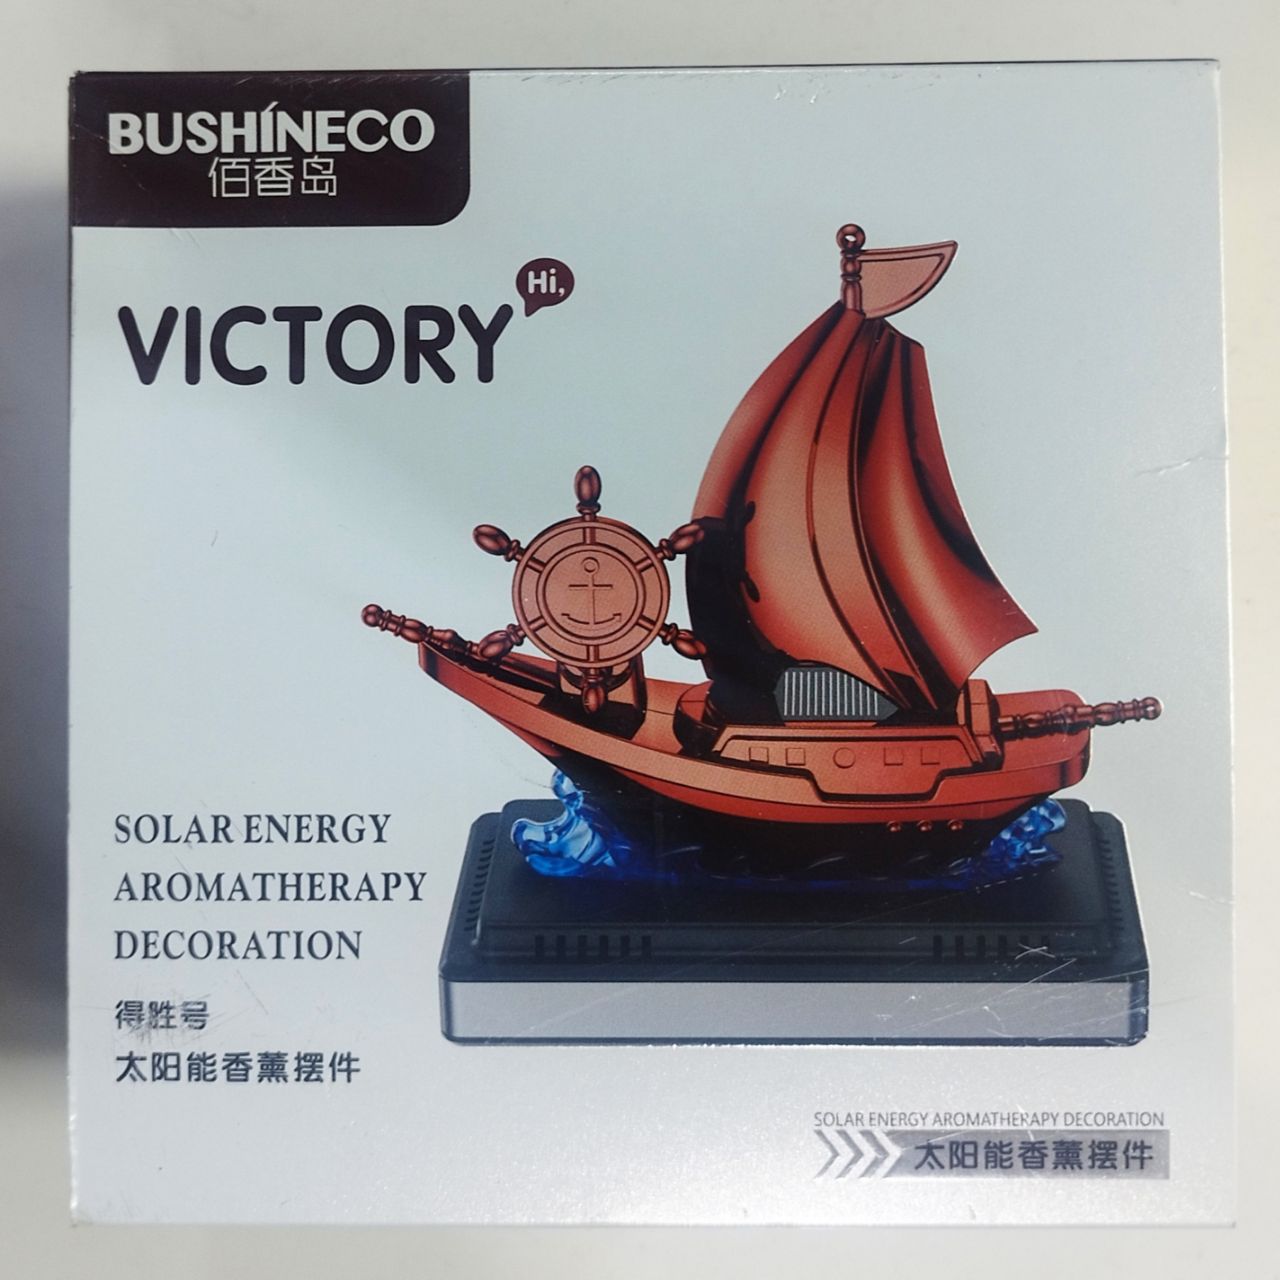 BUSHÍNECO
佰香岛
Hi,
VICTORY
SOLAR ENERGY
AROMATHERAPY
DECORATION
得胜号
太阳能香薰摆件
SOLAR ENERGY AROMATHERAPY DECORATION
太阳能香薰摆件